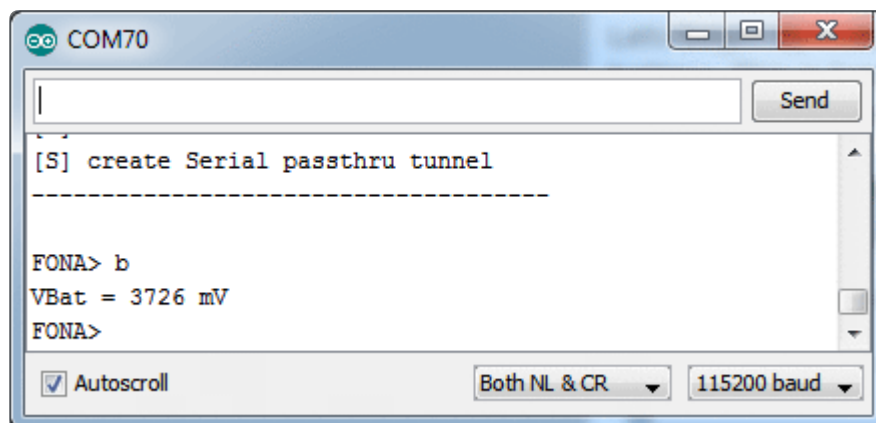 COM70
Send
[S] create Serial passthru tunnel
-------------------------------------
FONA> b
VBat = 3726 mV
FONA>
Autoscroll
Both NL & CR
115200 baud